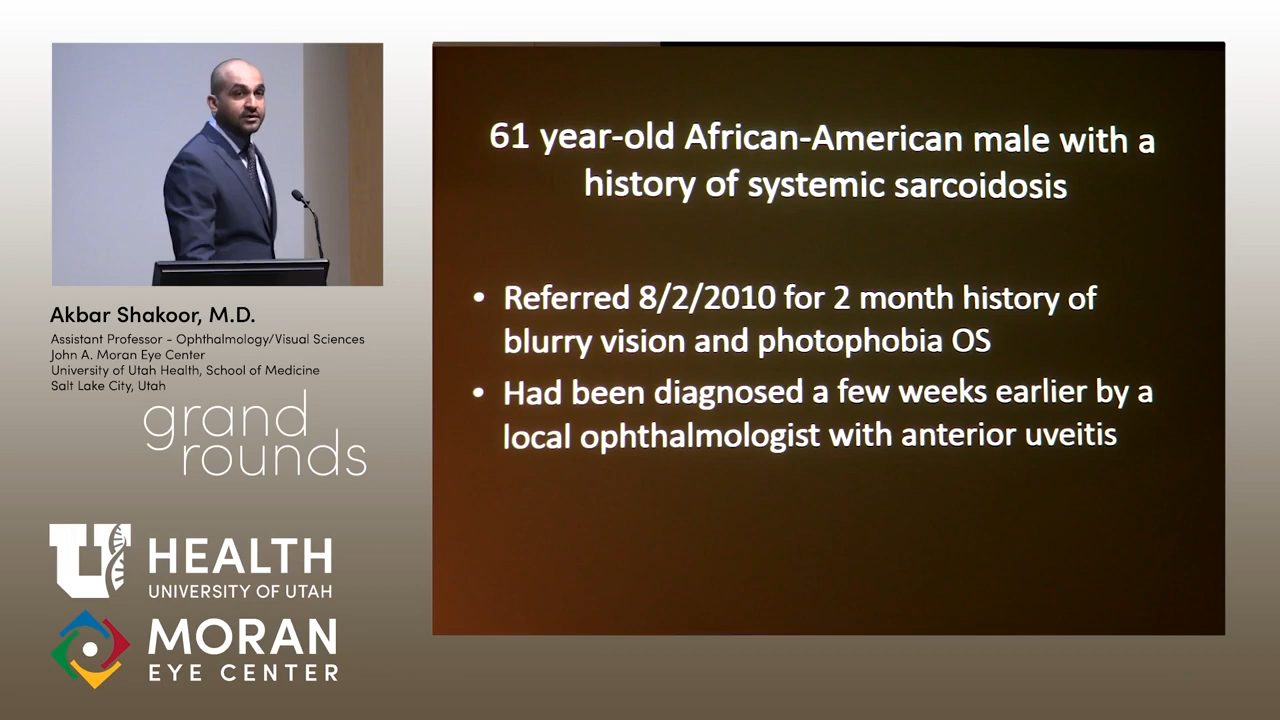 Akbar Shakoor, M.D.
Assistant Professor - Ophthalmology/Visual Sciences
John A. Moran Eye Center
University of Utah Health, School of Medicine
Salt Lake City, Utah
grand
rounds
U HEALTH
UNIVERSITY OF UTAH
MORAN
EYE CENTER
61 year-old African-American male with a
history of systemic sarcoidosis
• Referred 8/2/2010 for 2 month history of
blurry vision and photophobia OS
• Had been diagnosed a few weeks earlier by a
local ophthalmologist with anterior uveitis